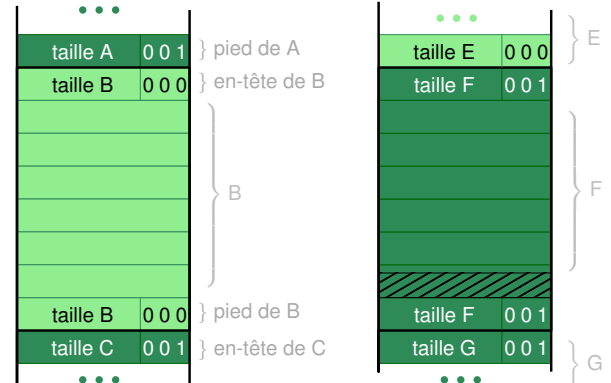 taille A 0 0 1 } pied de A
taille B 0 0 0 } en-tête de B
B
taille B 0 0 0 } pied de B
taille C 0 0 1 } en-tête de C
E
taille E 0 0 0
taille F 0 0 1
F
taille F 0 0 1
taille G 0 0 1
G